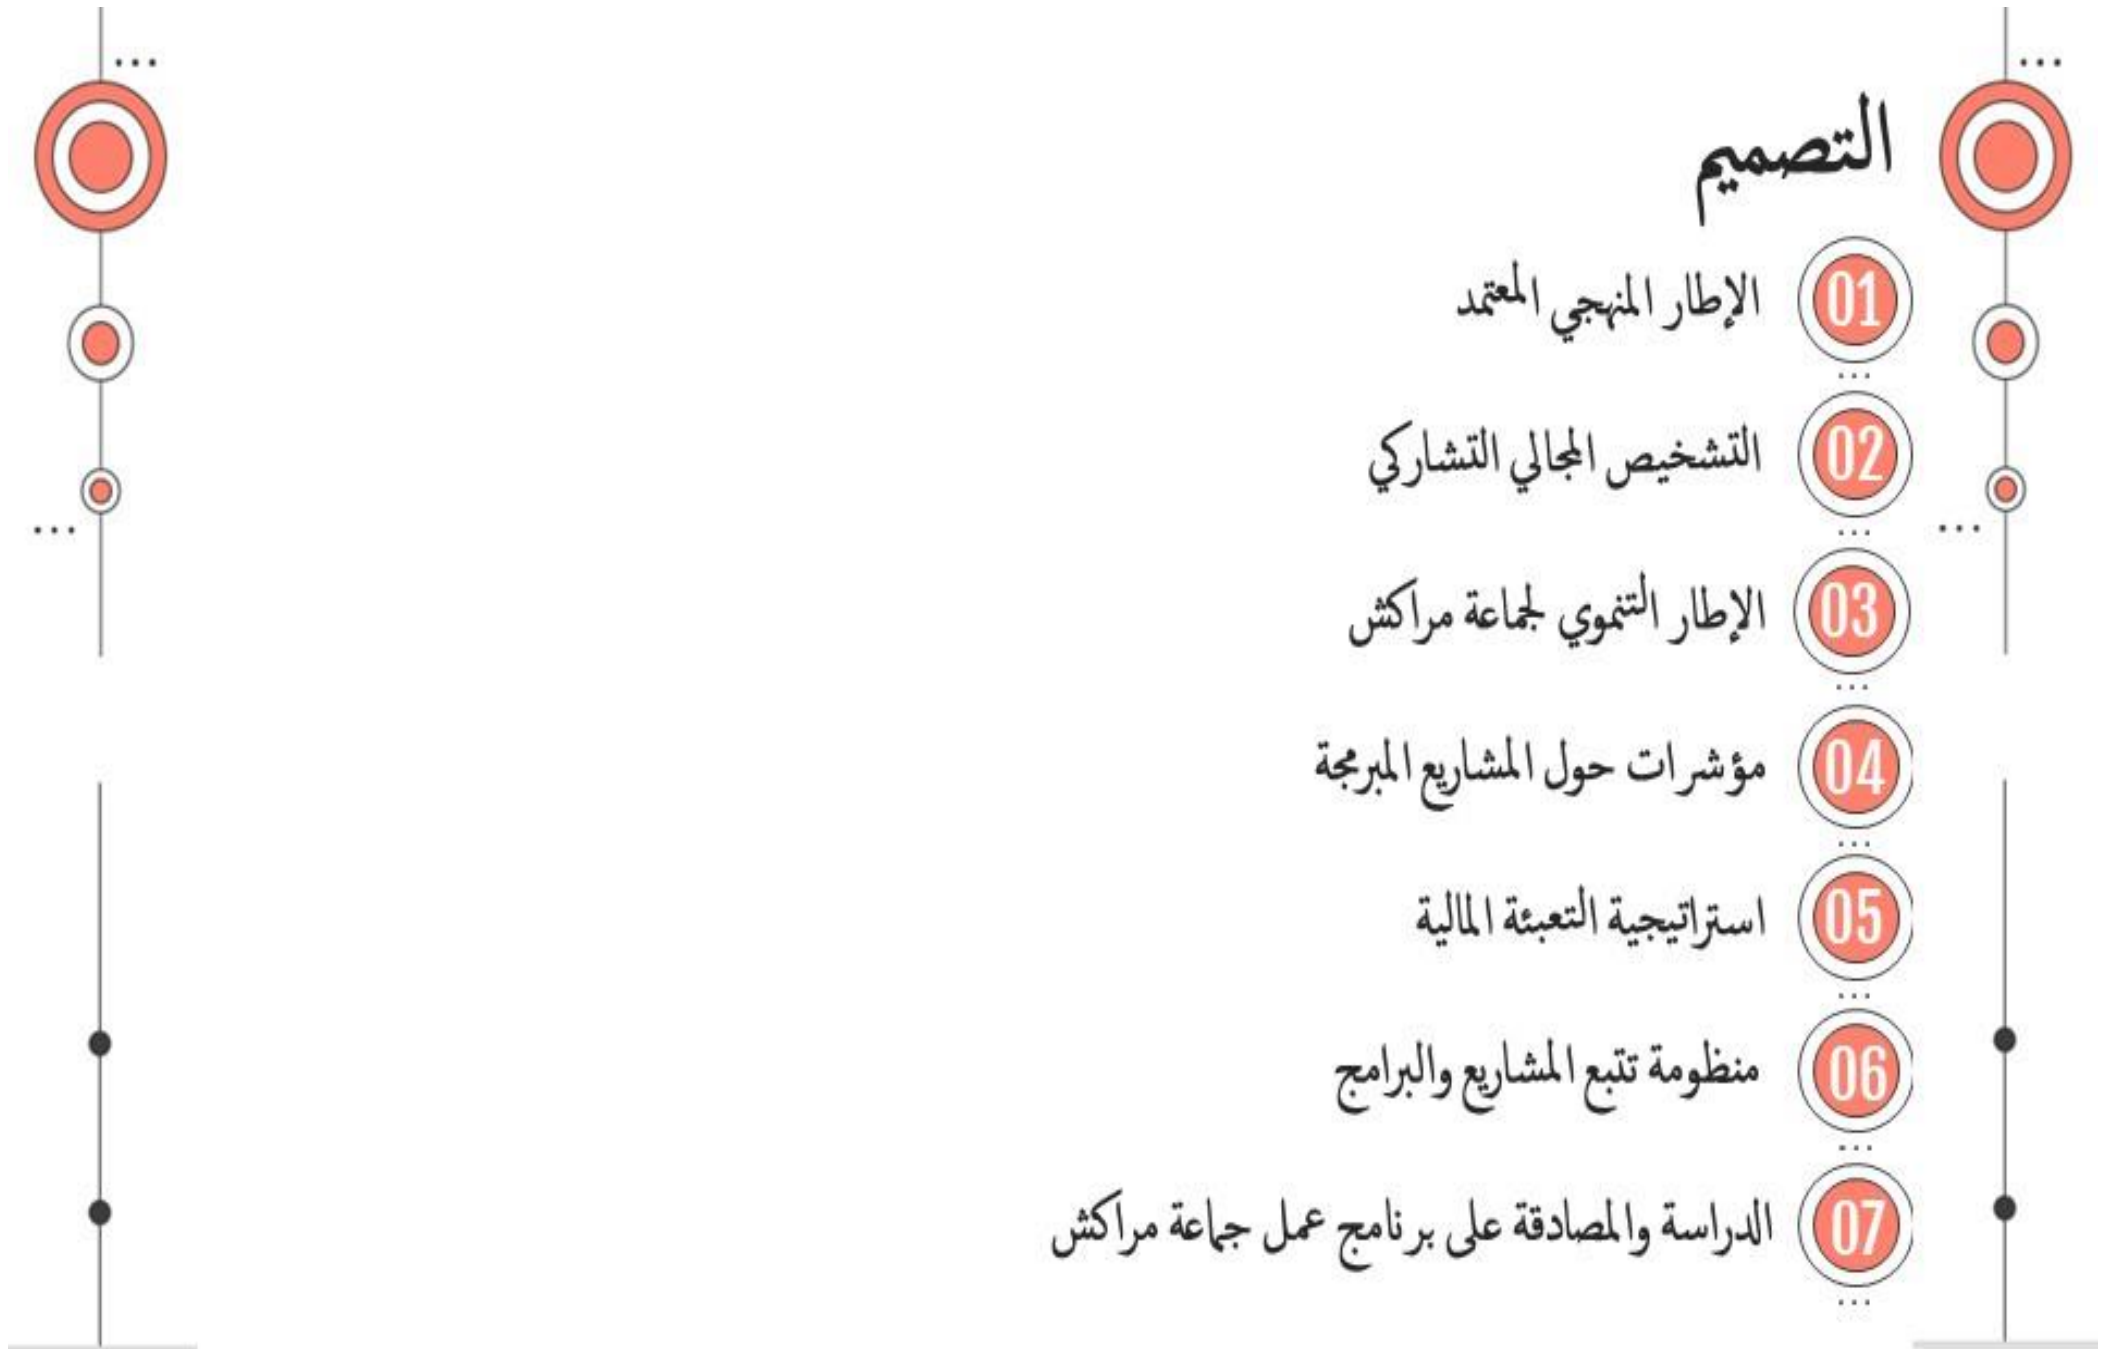 التصميم
01 الإطار المنهجي المعتمد
02 التشخيص المجالي التشاركي
03 الإطار التنموي لجماعة مراكش
04 مؤشرات حول المشاريع المبرمجة
05 استراتيجية التعبئة المالية
06 منظومة تتبع المشاريع والبرامج
07 الدراسة والمصادقة على برنامج عمل جماعة مراكش